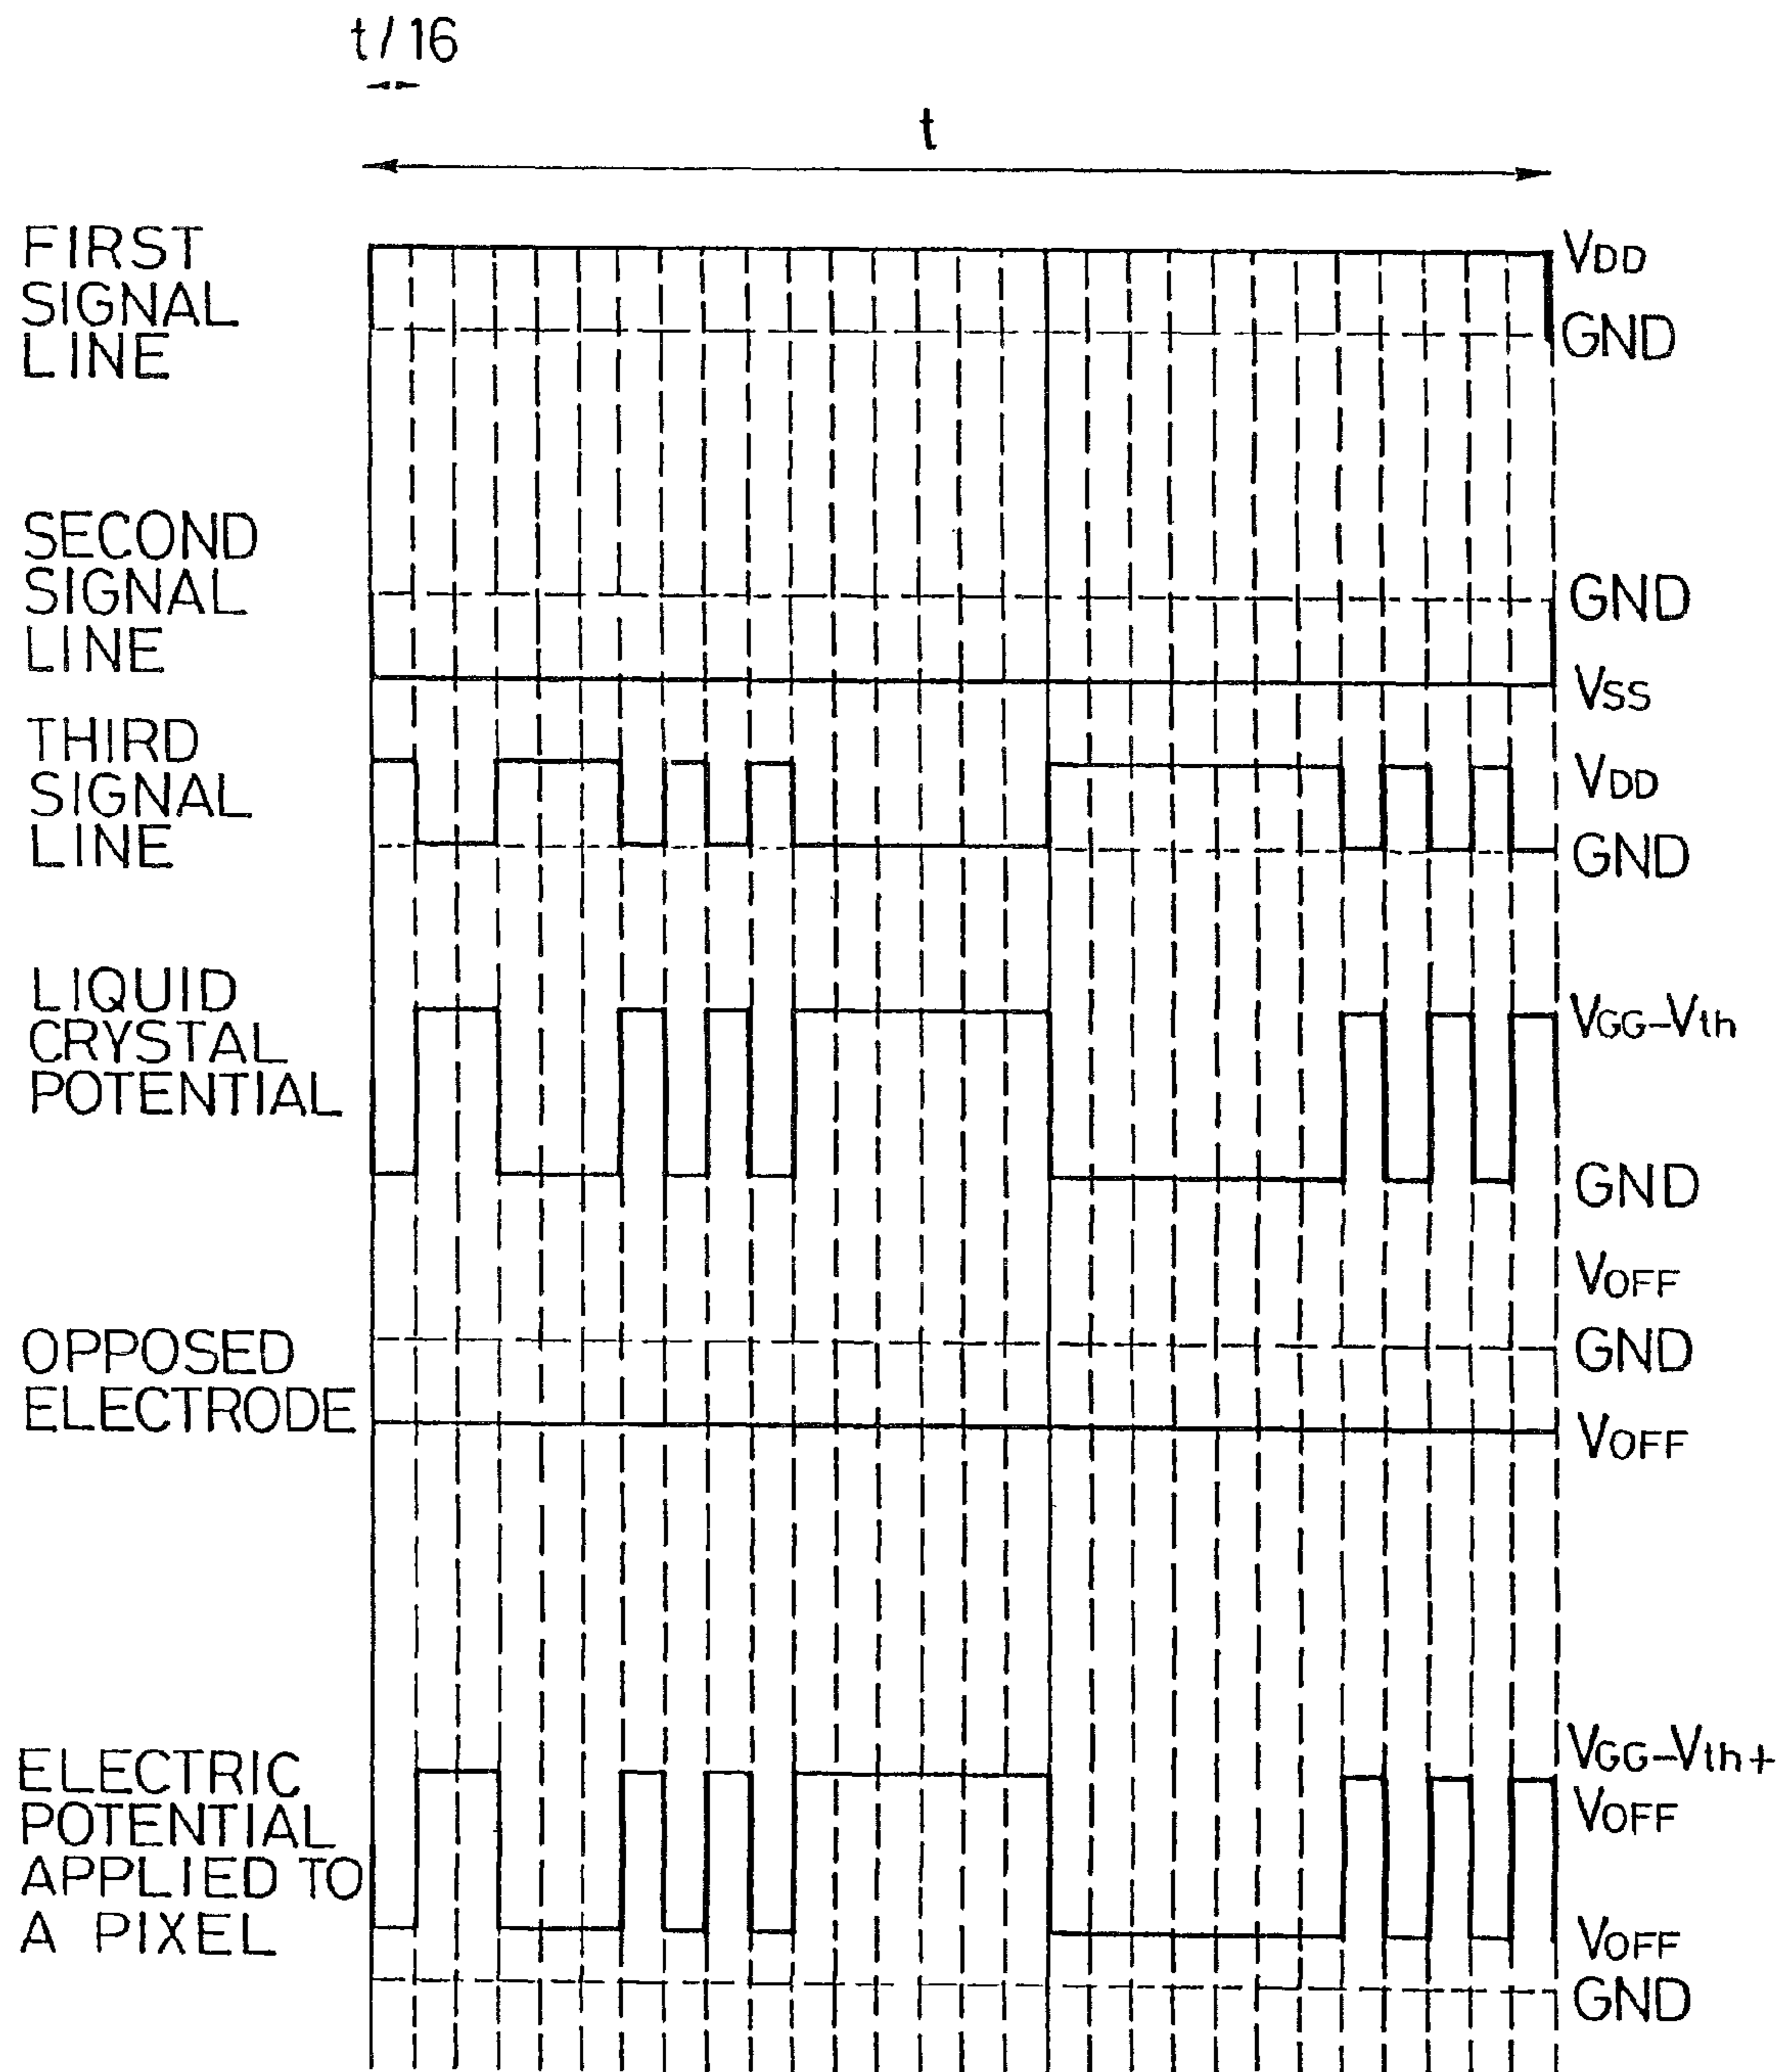 t/16
t
FIRST
SIGNAL
LINE
VDD
GND
SECOND
SIGNAL
LINE
GND
VSS
THIRD
SIGNAL
LINE
VDD
GND
LIQUID
CRYSTAL
POTENTIAL
VGG-Vth
GND
VOFF
OPPOSED
ELECTRODE
GND
VOFF
ELECTRIC
POTENTIAL
APPLIED TO
A PIXEL
VGG-Vth+
VOFF
VOFF
GND